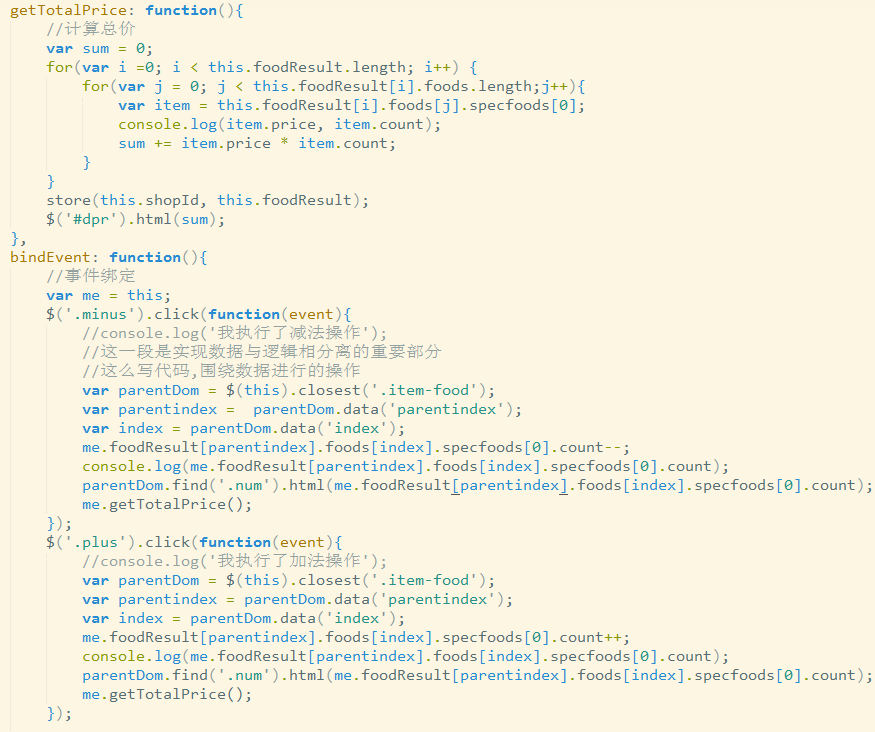 getTotalPrice: function(){
    //计算总价
    var sum = 0;
    for(var i =0; i < this.foodResult.length; i++) {
        for(var j = 0; j < this.foodResult[i].foods.length;j++){
            var item = this.foodResult[i].foods[j].specfoods[0];
            console.log(item.price, item.count);
            sum += item.price * item.count;
        }
    }
    store(this.shopId, this.foodResult);
    $('#dpr').html(sum);
},
bindEvent: function(){
    //事件绑定
    var me = this;
    $('.minus').click(function(event){
        //console.log('我执行了减法操作');
        //这一段是实现数据与逻辑相分离的重要部分
        //这么写代码,围绕数据进行的操作
        var parentDom = $(this).closest('.item-food');
        var parentindex =  parentDom.data('parentindex');
        var index = parentDom.data('index');
        me.foodResult[parentindex].foods[index].specfoods[0].count--;
        console.log(me.foodResult[parentindex].foods[index].specfoods[0].count);
        parentDom.find('.num').html(me.foodResult[parentindex].foods[index].specfoods[0].count);
        me.getTotalPrice();
    });
    $('.plus').click(function(event){
        //console.log('我执行了加法操作');
        var parentDom = $(this).closest('.item-food');
        var parentindex = parentDom.data('parentindex');
        var index = parentDom.data('index');
        me.foodResult[parentindex].foods[index].specfoods[0].count++;
        console.log(me.foodResult[parentindex].foods[index].specfoods[0].count);
        parentDom.find('.num').html(me.foodResult[parentindex].foods[index].specfoods[0].count);
        me.getTotalPrice();
    });